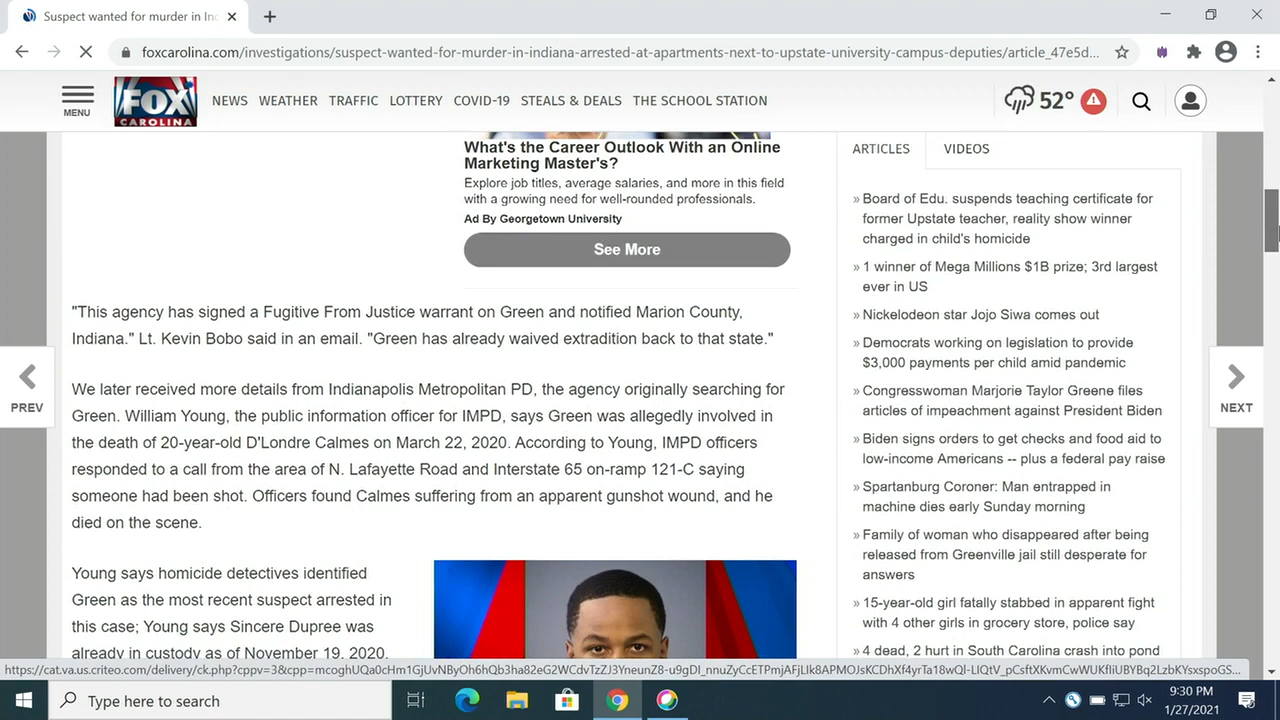 Suspect wanted for murder in Ind
foxcarolina.com/investigations/suspect-wanted-for-murder-in-indiana-arrested-at-apartments-next-to-upstate-university-campus-deputies/article_47e5d...
MENU
FOX
CAROLINA
NEWS WEATHER TRAFFIC LOTTERY COVID-19 STEALS & DEALS THE SCHOOL STATION
52°
What's the Career Outlook With an Online
Marketing Master's?
Explore job titles, average salaries, and more in this field
with a growing need for well-rounded professionals.
Ad By Georgetown University
See More
"This agency has signed a Fugitive From Justice warrant on Green and notified Marion County,
Indiana." Lt. Kevin Bobo said in an email. "Green has already waived extradition back to that state."
We later received more details from Indianapolis Metropolitan PD, the agency originally searching for
Green. William Young, the public information officer for IMPD, says Green was allegedly involved in
the death of 20-year-old D'Londre Calmes on March 22, 2020. According to Young, IMPD officers
responded to a call from the area of N. Lafayette Road and Interstate 65 on-ramp 121-C saying
someone had been shot. Officers found Calmes suffering from an apparent gunshot wound, and he
died on the scene.
Young says homicide detectives identified
Green as the most recent suspect arrested in
this case; Young says Sincere Dupree was
already in custody as of November 19, 2020.
PREV
NEXT
ARTICLES VIDEOS
» Board of Edu. suspends teaching certificate for
former Upstate teacher, reality show winner
charged in child's homicide
» 1 winner of Mega Millions $1B prize; 3rd largest
ever in US
» Nickelodeon star Jojo Siwa comes out
» Democrats working on legislation to provide
$3,000 payments per child amid pandemic
» Congresswoman Marjorie Taylor Greene files
articles of impeachment against President Biden
» Biden signs orders to get checks and food aid to
low-income Americans -- plus a federal pay raise
» Spartanburg Coroner: Man entrapped in
machine dies early Sunday morning
» Family of woman who disappeared after being
released from Greenville jail still desperate for
answers
» 15-year-old girl fatally stabbed in apparent fight
with 4 other girls in grocery store, police say
» 4 dead, 2 hurt in South Carolina crash into pond
Type here to search
9:30 PM
1/27/2021